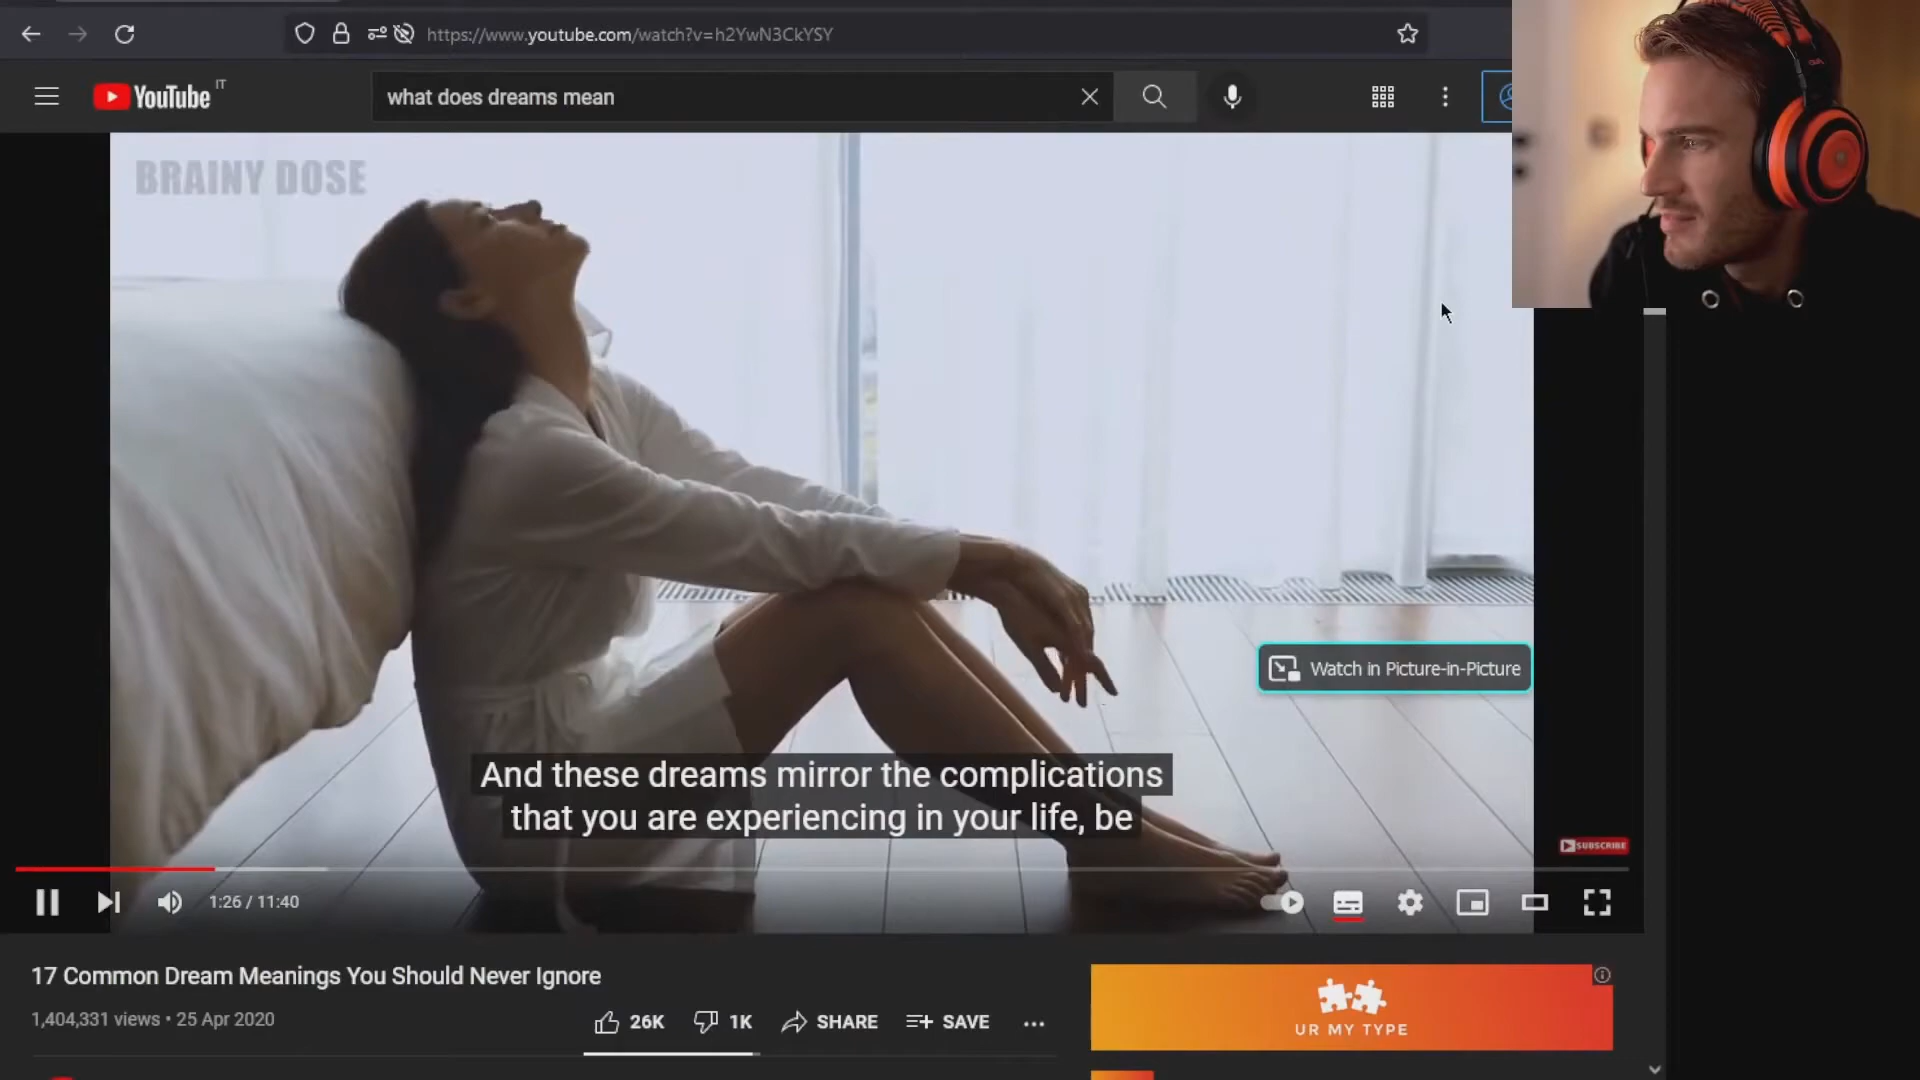 https://www.youtube.com/watch?v=h2YwN3CkYSY
YouTube IT
what does dreams mean
BRAINY DOSE
Watch in Picture-in-Picture
And these dreams mirror the complications
that you are experiencing in your life, be
SUBSCRIBE
1:26 / 11:40
17 Common Dream Meanings You Should Never Ignore
1,404,331 views • 25 Apr 2020
26K
1K
SHARE
SAVE
UR MY TYPE